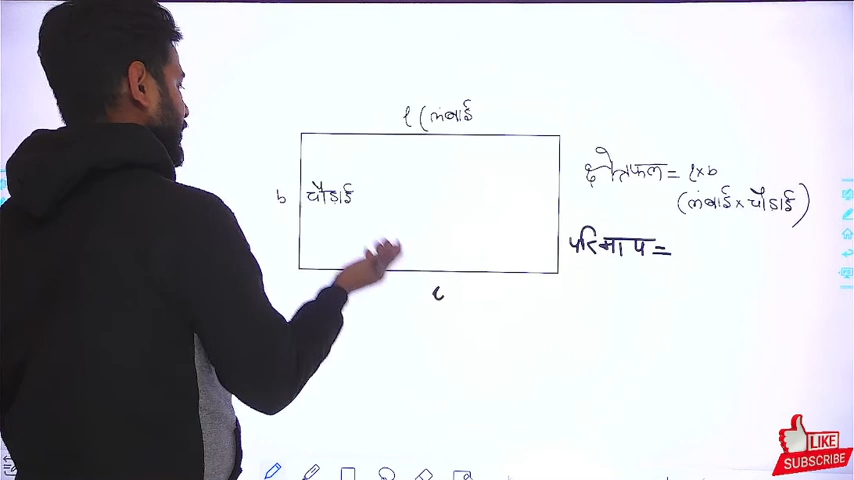 l (लंबाई
b चौडाई
क्षेत्रफल = l×b
(लंबाई × चौडाई)
परिमाप =
LIKE
SUBSCRIBE